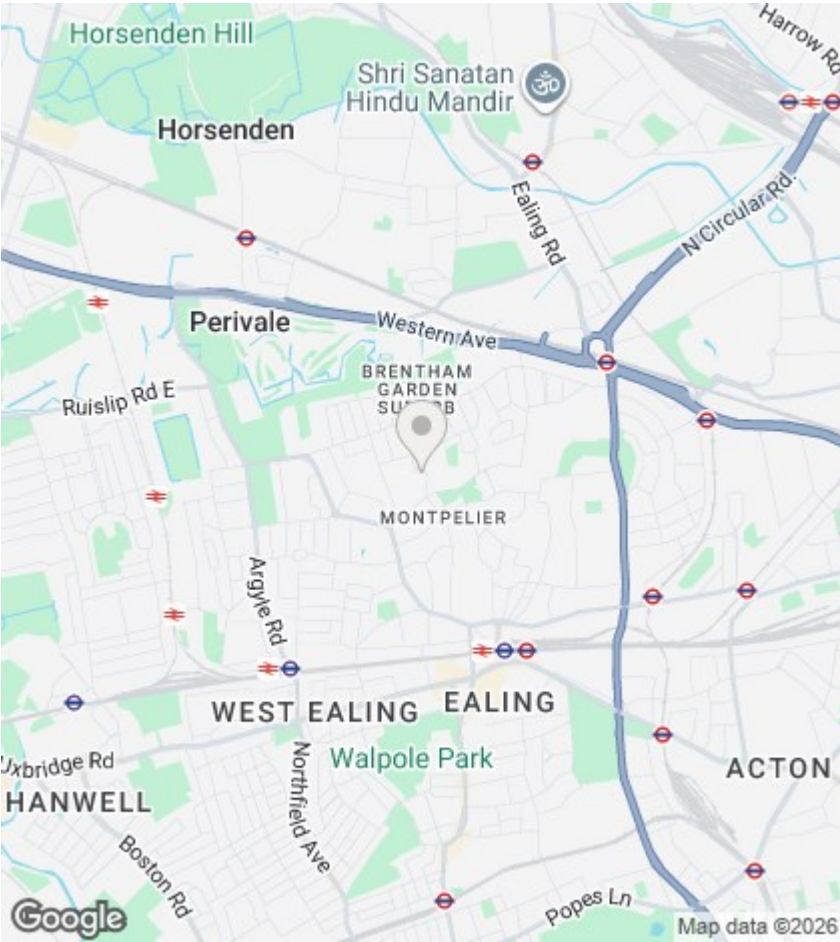 Harrow Rd
Horsenden Hill
Shri Sanatan
Hindu Mandir
Horsenden
Ealing Rd
N Circular Rd.
Perivale
Western Ave
BRENTHAM
GARDEN
Ruislip Rd E
MONTPELIER
Argyle Rd
WEST EALING
EALING
Uxbridge Rd
Northfield Ave
Walpole Park
ACTON
HANWELL
Boston Rd
Popes Ln
Google
Map data ©2026